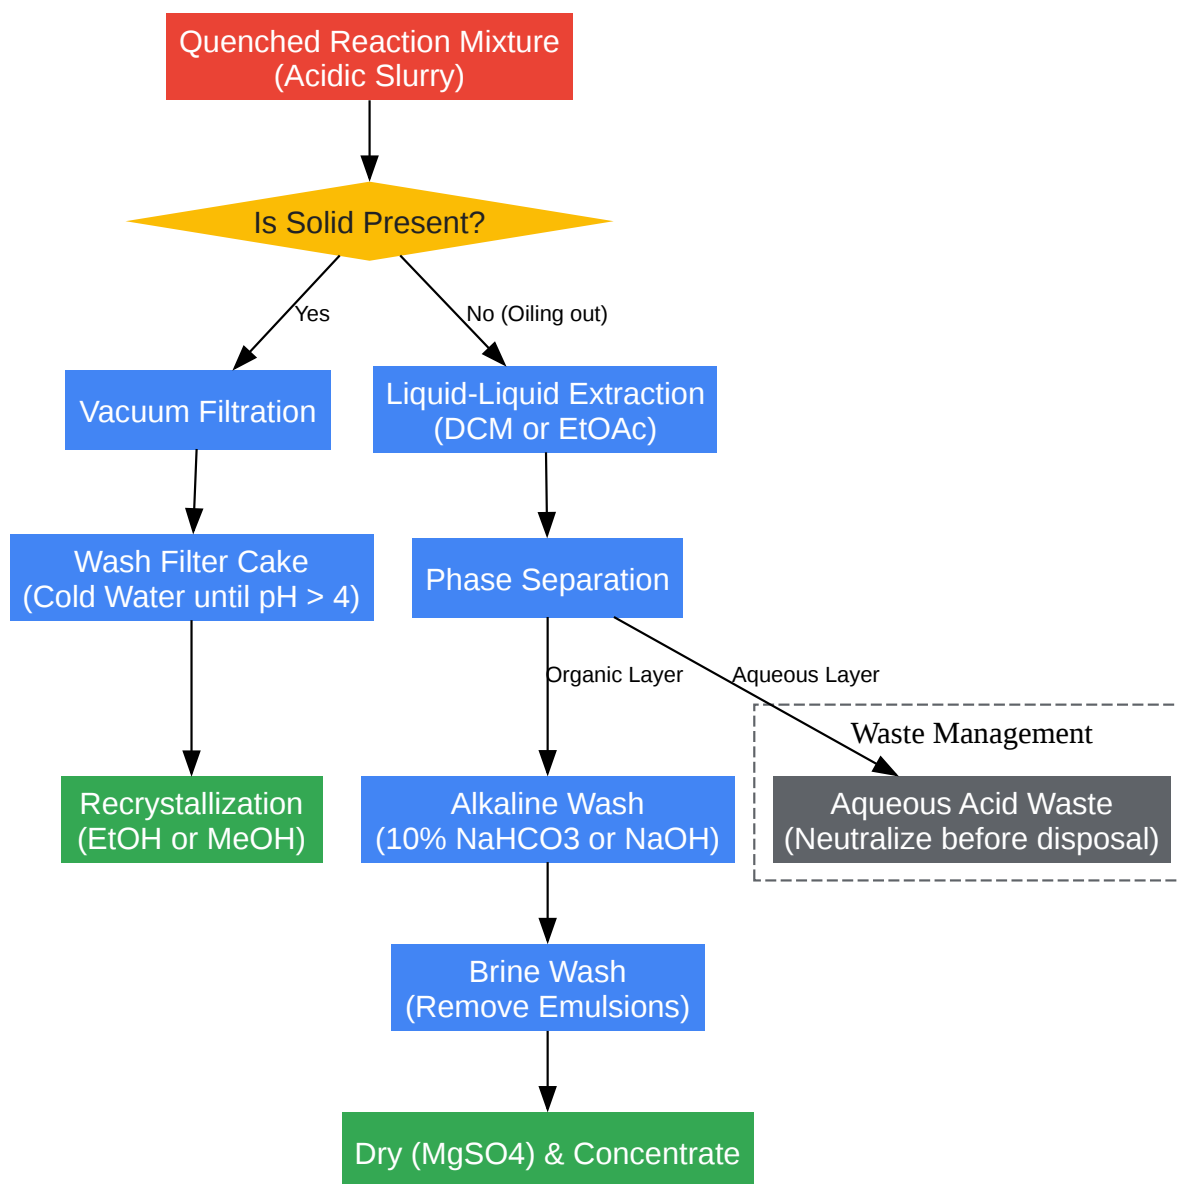 Quenched Reaction Mixture
(Acidic Slurry)
Is Solid Present?
Yes
No (Oiling out)
Vacuum Filtration
Liquid-Liquid Extraction
(DCM or EtOAc)
Wash Filter Cake
(Cold Water until pH > 4)
Phase Separation
Organic Layer
Aqueous Layer
Waste Management
Recrystallization
(EtOH or MeOH)
Alkaline Wash
(10% NaHCO3 or NaOH)
Aqueous Acid Waste
(Neutralize before disposal)
Brine Wash
(Remove Emulsions)
Dry (MgSO4) & Concentrate